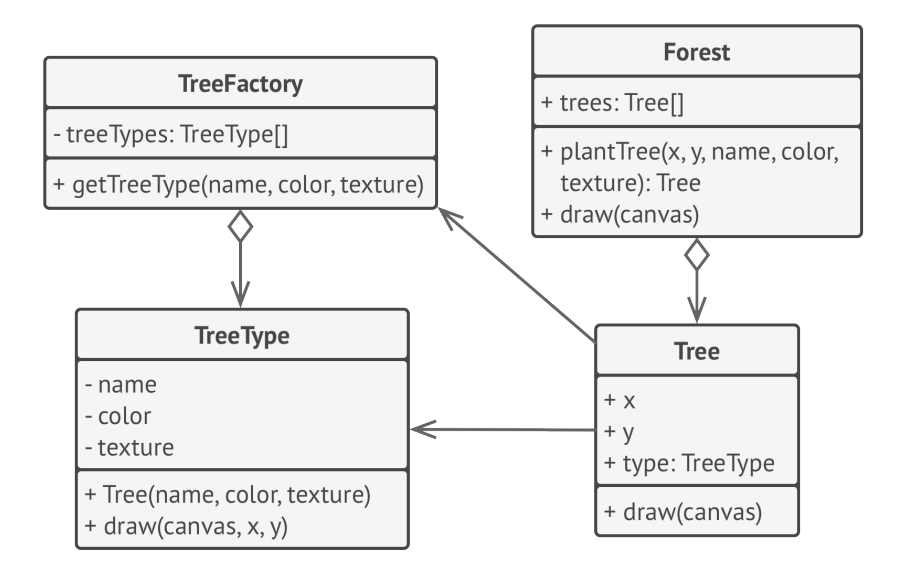 TreeFactory
- treeTypes: TreeType[]
+ getTreeType(name, color, texture)
Forest
+ trees: Tree[]
+ plantTree(x, y, name, color,
texture): Tree
+ draw(canvas)
TreeType
- name
- color
- texture
+ Tree(name, color, texture)
+ draw(canvas, x, y)
Tree
+ x
+ y
+ type: TreeType
+ draw(canvas)